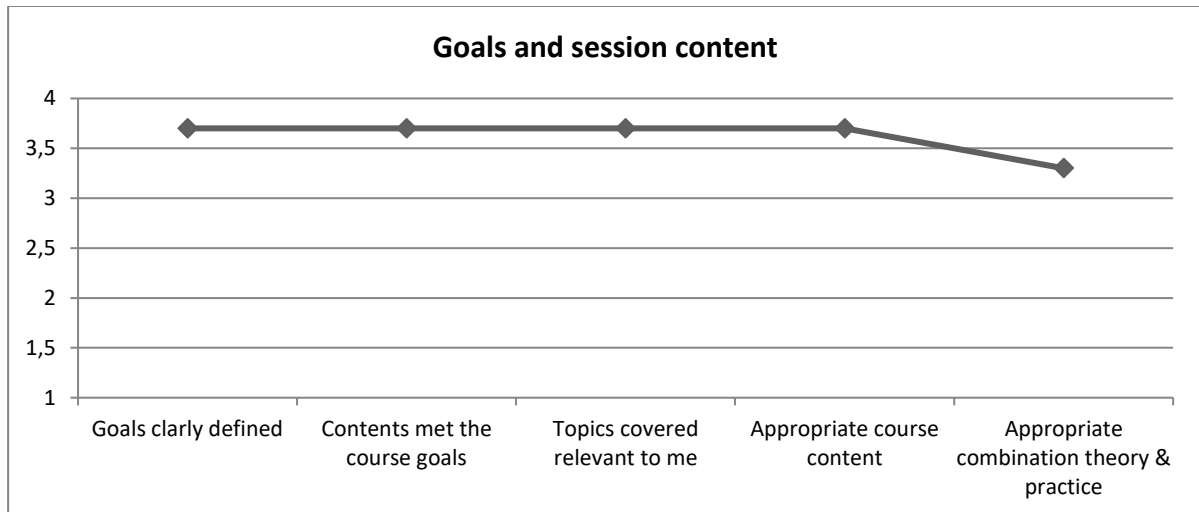 Goals and session content
4
3,5
3
2,5
2
1,5
1
Goals clarly defined
Contents met the
course goals
Topics covered
relevant to me
Appropriate course
content
Appropriate
combination theory &
practice